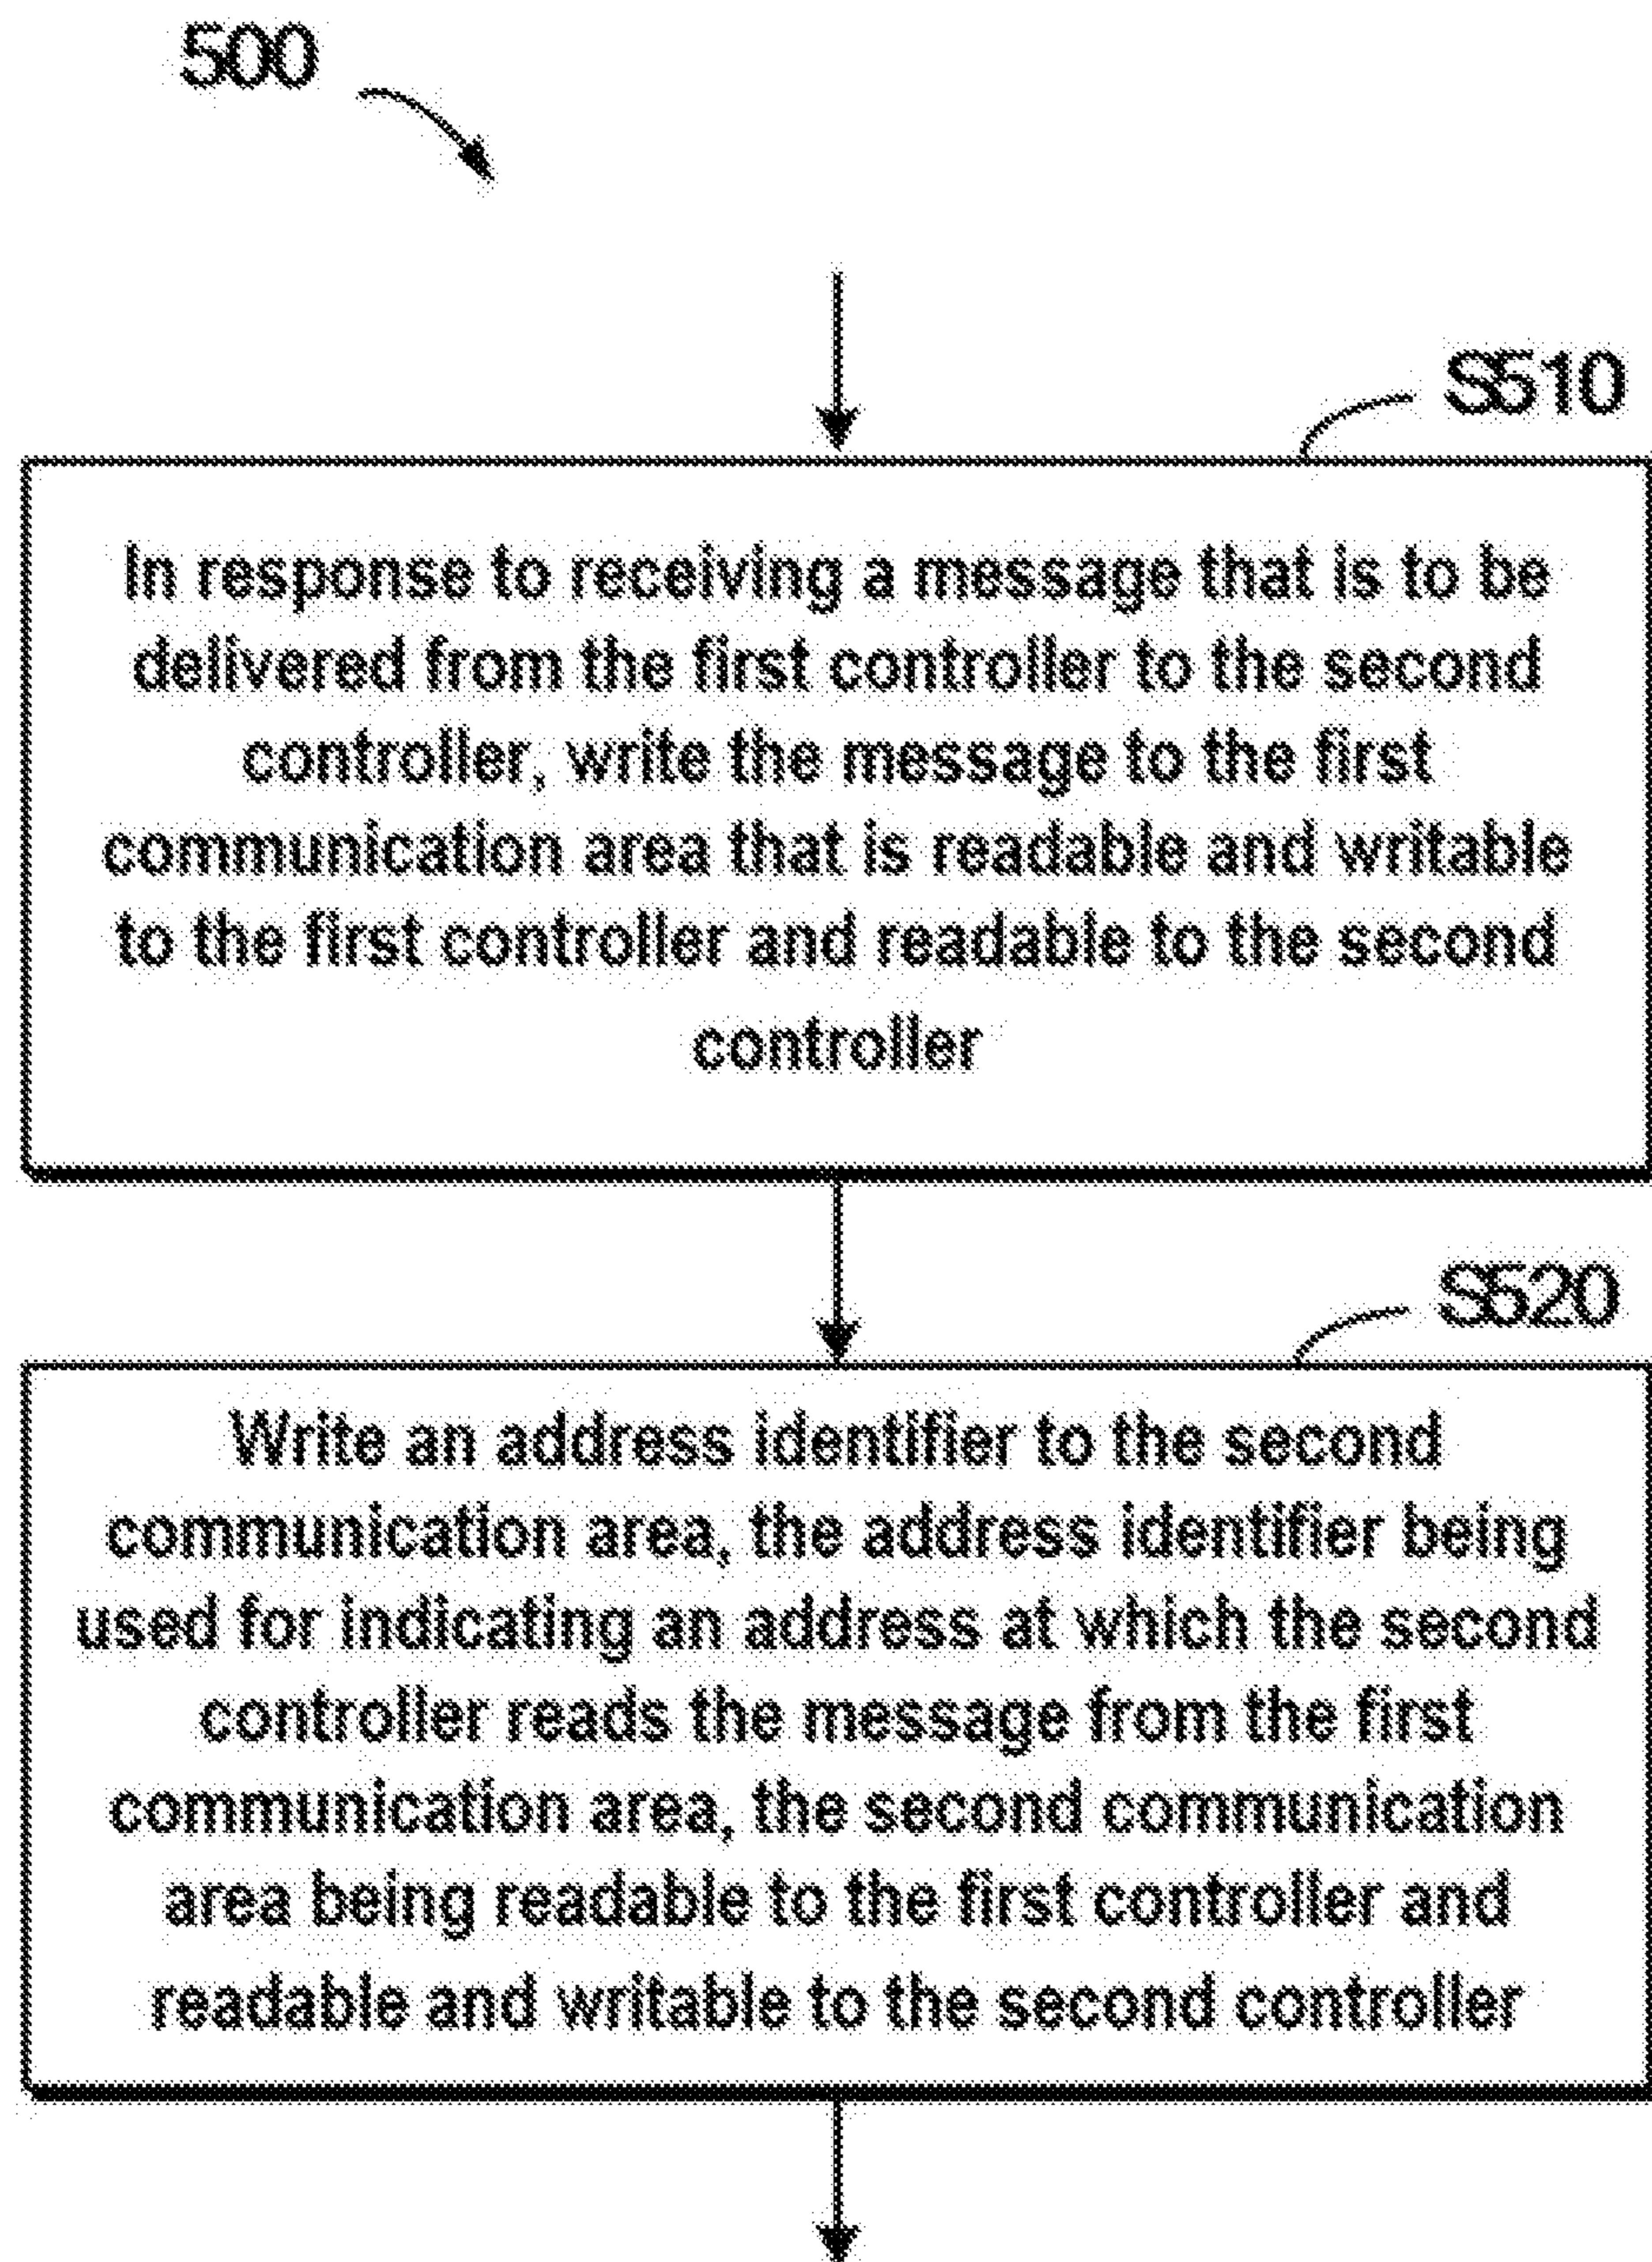 500
S510
In response to receiving a message that is to be
delivered from the first controller to the second
controller, write the message to the first
communication area that is readable and writable
to the first controller and readable to the second
controller
S520
Write an address identifier to the second
communication area, the address identifier being
used for indicating an address at which the second
controller reads the message from the first
communication area, the second communication
area being readable to the first controller and
readable and writable to the second controller